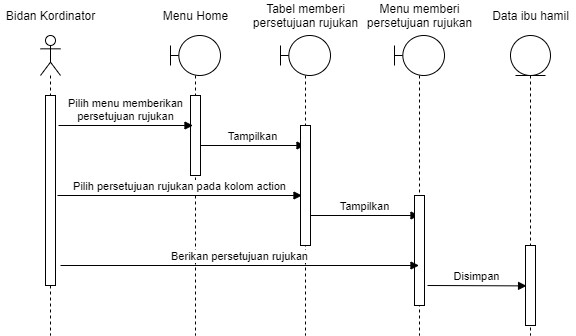 Bidan Kordinator
Menu Home
Tabel memberi
persetujuan rujukan
Menu memberi
persetujuan rujukan
Data ibu hamil
Pilih menu memberikan
persetujuan rujukan
Tampilkan
Pilih persetujuan rujukan pada kolom action
Tampilkan
Berikan persetujuan rujukan
Disimpan